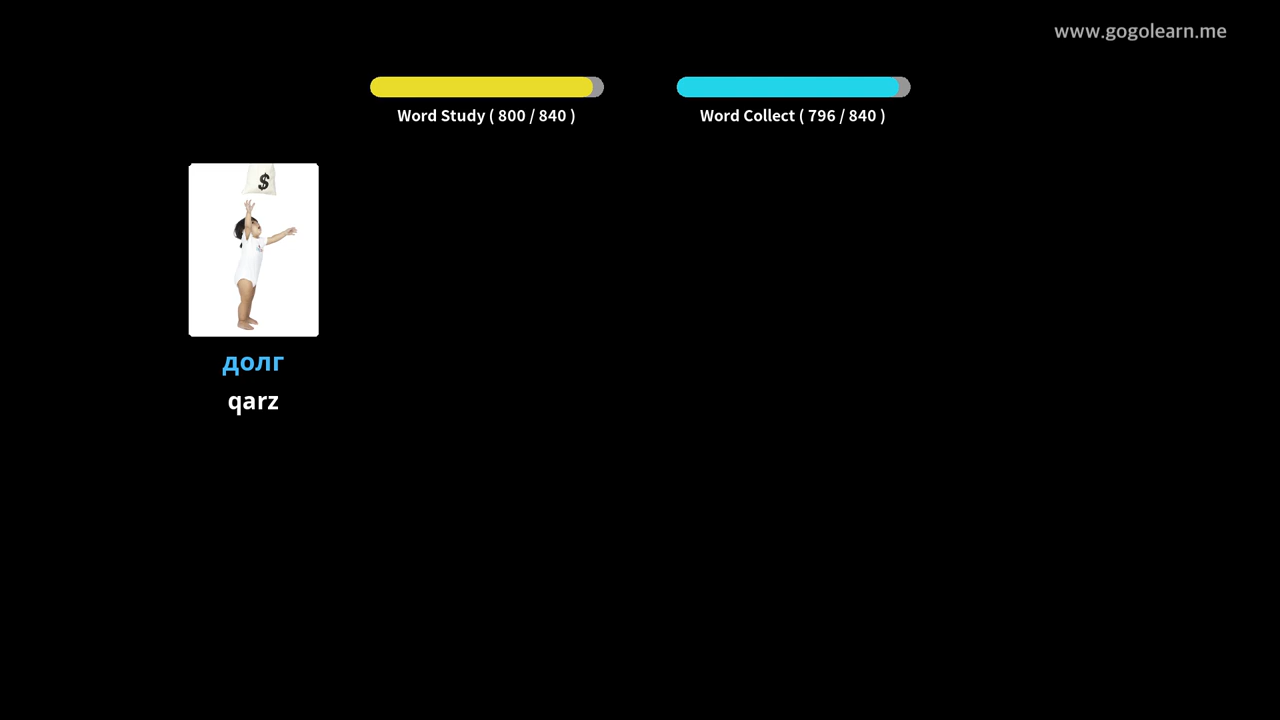 www.gogolearn.me
Word Study ( 800 / 840 )
Word Collect ( 796 / 840 )
$
долг
qarz